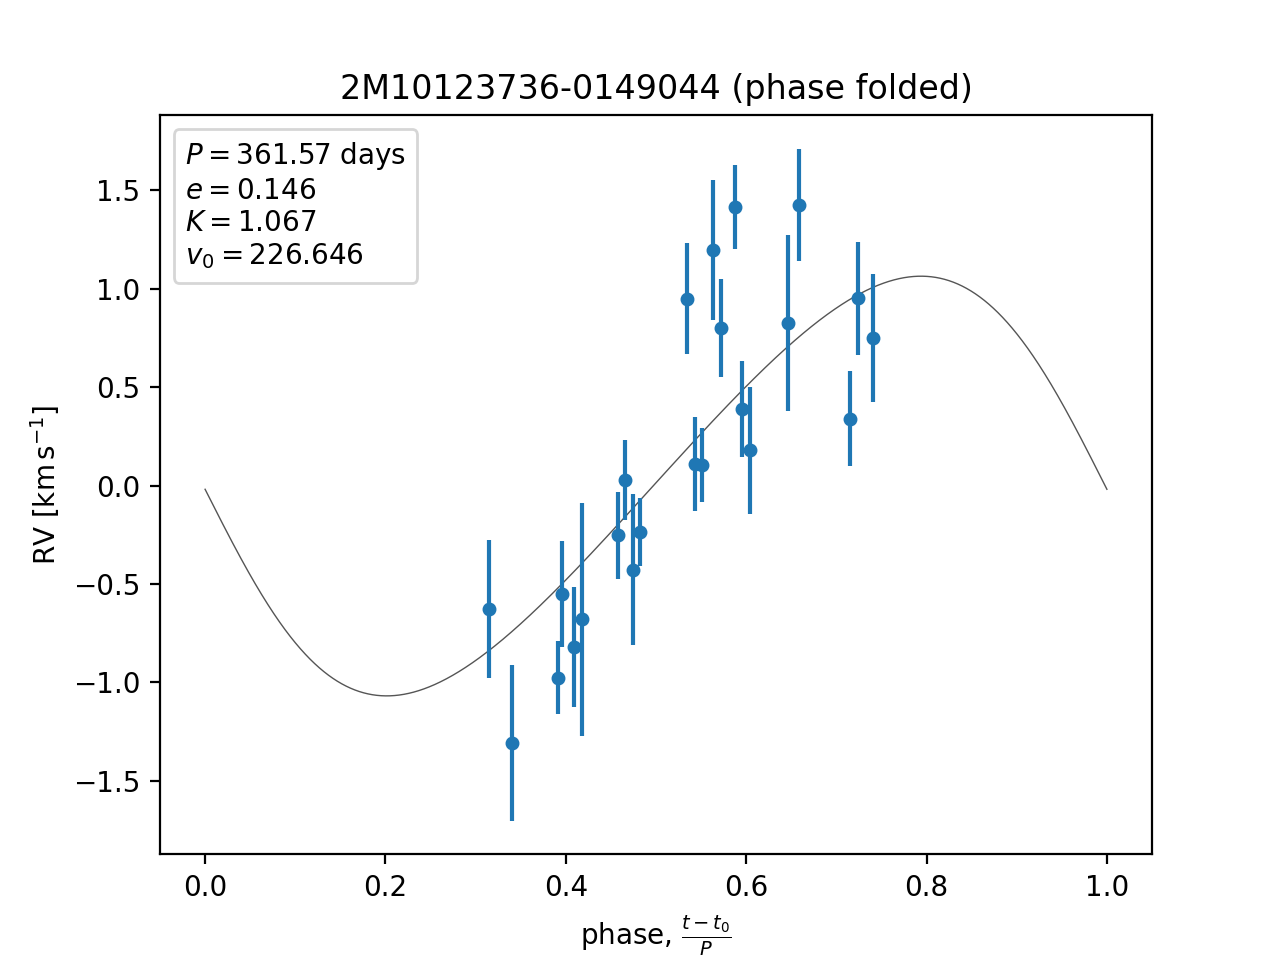 2M10123736-0149044 (phase folded)
P = 361.57 days
e = 0.146
K = 1.067
v₀ = 226.646
1.5
1.0
0.5
0.0
−0.5
−1.0
−1.5
RV [km s⁻¹]
0.0 0.2 0.4 0.6 0.8 1.0
phase, (t − t₀)/P